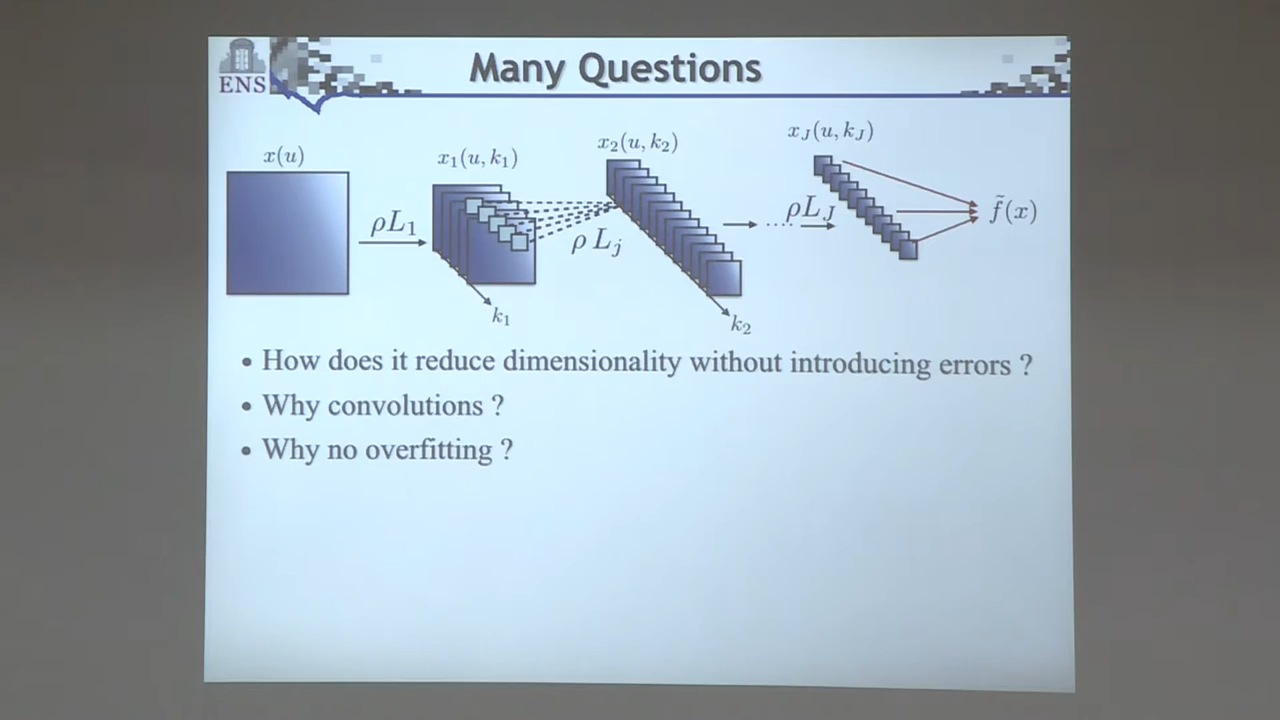 Many Questions
ENS
x(u)
x₁(u, k₁)
x₂(u, k₂)
x_J(u, k_J)
ρL₁
ρ L_j
ρL_J
.....
f̃(x)
k₁
k₂
• How does it reduce dimensionality without introducing errors ?
• Why convolutions ?
• Why no overfitting ?